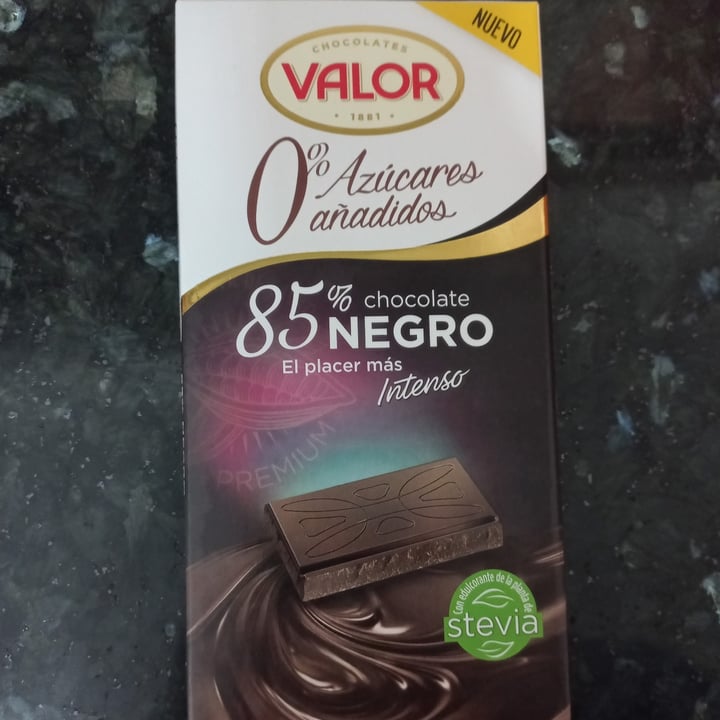 NUEVO
CHOCOLATES
VALOR
1881
0% Azúcares
añadidos
85% chocolate
NEGRO
El placer más
Intenso
PREMIUM
Con edulcorante de la planta de
stevia